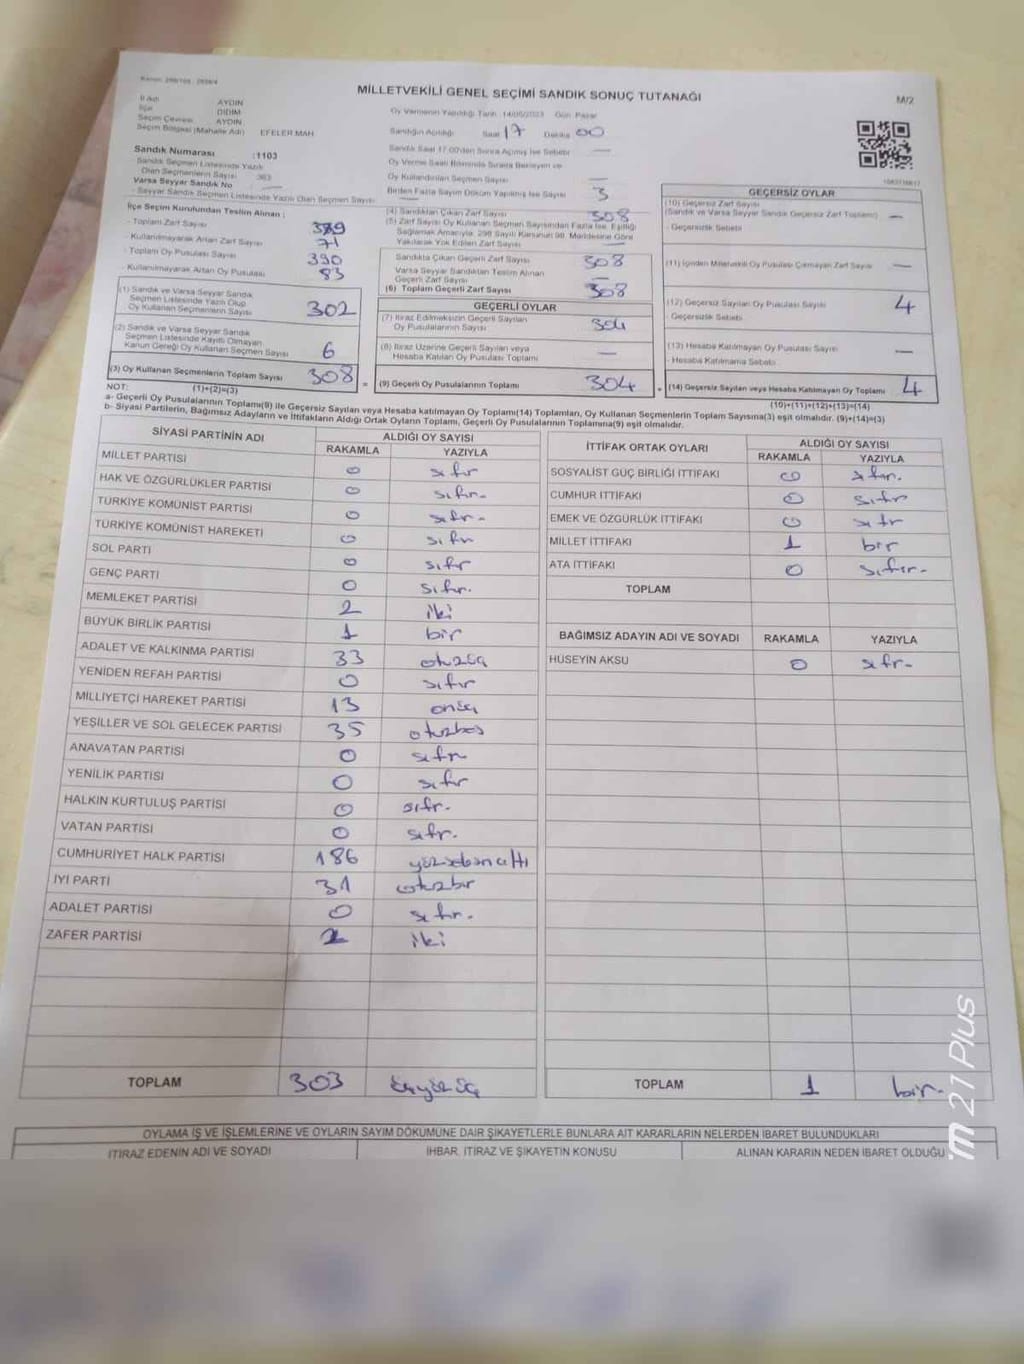 MİLLETVEKİLİ GENEL SEÇİMİ SANDIK SONUÇ TUTANAĞI
M/2
İl Adı AYDIN
İlçe DİDİM
Seçim Çevresi AYDIN
Seçim Bölgesi (Mahalle Adı) EFELER MAH
Oy Vermenin Yapıldığı Tarih : 14/05/2023 Gün Pazar
Sandığın Açıldığı Saat 17 Dakika 00
Sandık Saat 17:00'den Sonra Açılmış İse Sebebi —
Sandık Numarası :1103
Sandık Seçmen Listesinde Yazılı
Olan Seçmenlerin Sayısı 363
Varsa Seyyar Sandık No —
- Seyyar Sandık Seçmen Listesinde Yazılı Olan Seçmen Sayısı —
Oy Kullandırılan Seçmen Sayısı —
Birden Fazla Sayım Döküm Yapılmış İse Sayısı 3
İlçe Seçim Kurulundan Teslim Alınan ;
- Toplam Zarf Sayısı
- Kullanılmayarak Artan Zarf Sayısı 71
- Toplam Oy Pusulası Sayısı 390
- Kullanılmayarak Artan Oy Pusulası 83
(1) Sandık ve Varsa Seyyar Sandık
Seçmen Listesinde Yazılı Olup
Oy Kullanan Seçmenlerin Sayısı 302
(2) Sandık ve Varsa Seyyar Sandık
Seçmen Listesinde Kayıtlı Olmayan
Kanun Gereği Oy Kullanan Seçmen Sayısı 6
(3) Oy Kullanan Seçmenlerin Toplam Sayısı 308
(1)+(2)=(3)
(4) Sandıktan Çıkan Zarf Sayısı 308
(5) Zarf Sayısı Oy Kullanan Seçmen Sayısından Fazla İse, Eşitliği
Sağlamak Amacıyla, 298 Sayılı Kanunun 98. Maddesine Göre
Yakılarak Yok Edilen Zarf Sayısı —
Sandıkta Çıkan Geçerli Zarf Sayısı 308
Varsa Seyyar Sandıktan Teslim Alınan
Geçerli Zarf Sayısı
(6) Toplam Geçerli Zarf Sayısı 308
GEÇERLİ OYLAR
(7) İtiraz Edilmeksizin Geçerli Sayılan
Oy Pusulalarının Sayısı 304
(8) İtiraz Üzerine Geçerli Sayılan veya
Hesaba Katılan Oy Pusulası Toplamı —
= (9) Geçerli Oy Pusulalarının Toplamı 304
GEÇERSİZ OYLAR
(10) Geçersiz Zarf Sayısı
(Sandık ve Varsa Seyyar Sandık Geçersiz Zarf Toplamı) —
- Geçersizlik Sebebi
(11) İçinden Milletvekili Oy Pusulası Çıkmayan Zarf Sayısı —
(12) Geçersiz Sayılan Oy Pusulası Sayısı 4
- Geçersizlik Sebebi
(13) Hesaba Katılmayan Oy Pusulası Sayısı —
- Hesaba Katılmama Sebebi
+ (14) Geçersiz Sayılan veya Hesaba Katılmayan Oy Toplamı 4
(10)+(11)+(12)+(13)=(14)
NOT:
a- Geçerli Oy Pusulalarının Toplamı(9) ile Geçersiz Sayılan veya Hesaba katılmayan Oy Toplamı(14) Toplamları, Oy Kullanan Seçmenlerin Toplam Sayısına(3) eşit olmalıdır. (9)+(14)=(3)
b- Siyasi Partilerin, Bağımsız Adayların ve İttifakların Aldığı Ortak Oyların Toplamı, Geçerli Oy Pusulalarının Toplamına(9) eşit olmalıdır.
SİYASİ PARTİNİN ADI ALDIĞI OY SAYISI
RAKAMLA YAZIYLA
MİLLET PARTİSİ 0 sıfır
HAK VE ÖZGÜRLÜKLER PARTİSİ 0 sıfır.
TÜRKİYE KOMÜNİST PARTİSİ 0 sıfır.
TÜRKİYE KOMÜNİST HAREKETİ 0 sıfır
SOL PARTİ 0 sıfır
GENÇ PARTİ 0 sıfır.
MEMLEKET PARTİSİ 2 iki
BÜYÜK BİRLİK PARTİSİ 1 bir
ADALET VE KALKINMA PARTİSİ 33 otuzüç
YENİDEN REFAH PARTİSİ 0 sıfır
MİLLİYETÇİ HAREKET PARTİSİ 13 onüç
YEŞİLLER VE SOL GELECEK PARTİSİ 35 otuzbeş
ANAVATAN PARTİSİ 0 sıfır
YENİLİK PARTİSİ 0 sıfır
HALKIN KURTULUŞ PARTİSİ 0 sıfır.
VATAN PARTİSİ 0 sıfır.
CUMHURİYET HALK PARTİSİ 186 yüzseksenaltı
İYİ PARTİ 31 otuzbir
ADALET PARTİSİ 0 sıfır.
ZAFER PARTİSİ 2 iki
TOPLAM 303 üçyüzüç
İTTİFAK ORTAK OYLARI ALDIĞI OY SAYISI
RAKAMLA YAZIYLA
SOSYALİST GÜÇ BİRLİĞİ İTTİFAKI 0 sıfır.
CUMHUR İTTİFAKI 0 sıfır
EMEK VE ÖZGÜRLÜK İTTİFAKI 0 sıfır
MİLLET İTTİFAKI 1 bir
ATA İTTİFAKI 0 sıfır.
TOPLAM
BAĞIMSIZ ADAYIN ADI VE SOYADI RAKAMLA YAZIYLA
HÜSEYİN AKSU 0 sıfır.
TOPLAM 1 bir.
OYLAMA İŞ VE İŞLEMLERİNE VE OYLARIN SAYIM DÖKÜMÜNE DAİR ŞİKAYETLERLE BUNLARA AİT KARARLARIN NELERDEN İBARET BULUNDUKLARI
İTİRAZ EDENİN ADI VE SOYADI İHBAR, İTİRAZ VE ŞİKAYETİN KONUSU ALINAN KARARIN NEDEN İBARET OLDUĞU
m 21 Plus